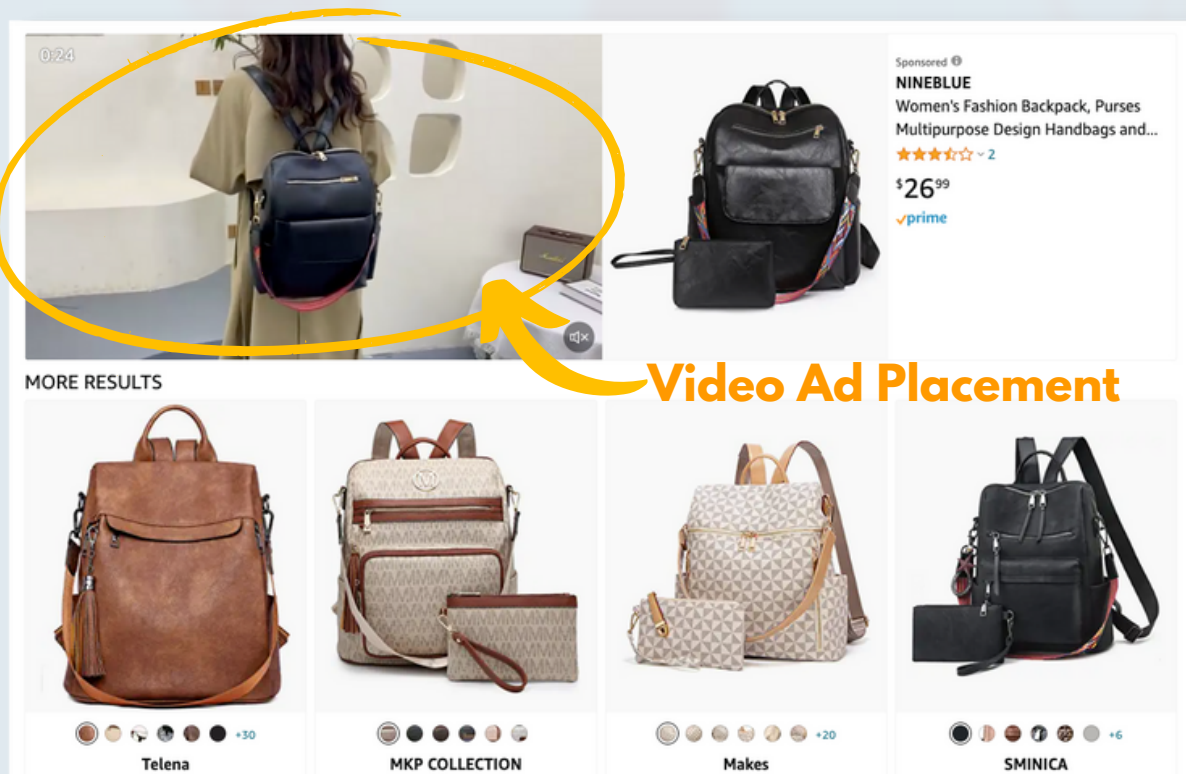 0:24
Sponsored
NINEBLUE
Women's Fashion Backpack, Purses
Multipurpose Design Handbags and...
2
$26.99
prime
Video Ad Placement
MORE RESULTS
+30
+20
+6
Telena
MKP COLLECTION
Makes
SMINICA